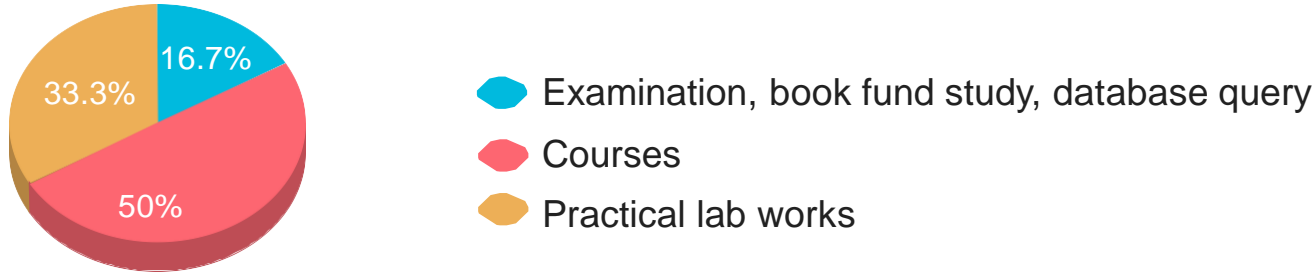 16.7%
33.3%
50%
Examination, book fund study, database query
Courses
Practical lab works